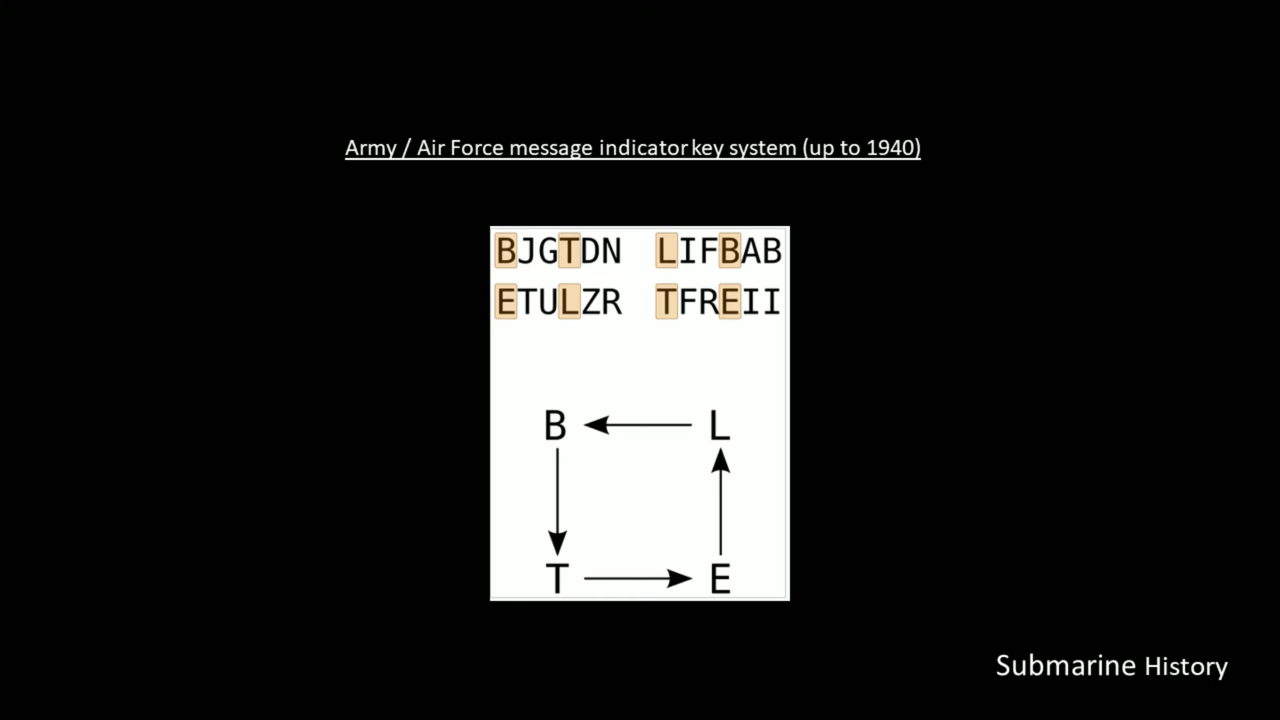 Army / Air Force message indicator key system (up to 1940)
BJGTDN LIFBAB
ETULZR TFREII
B L
T E
Submarine History